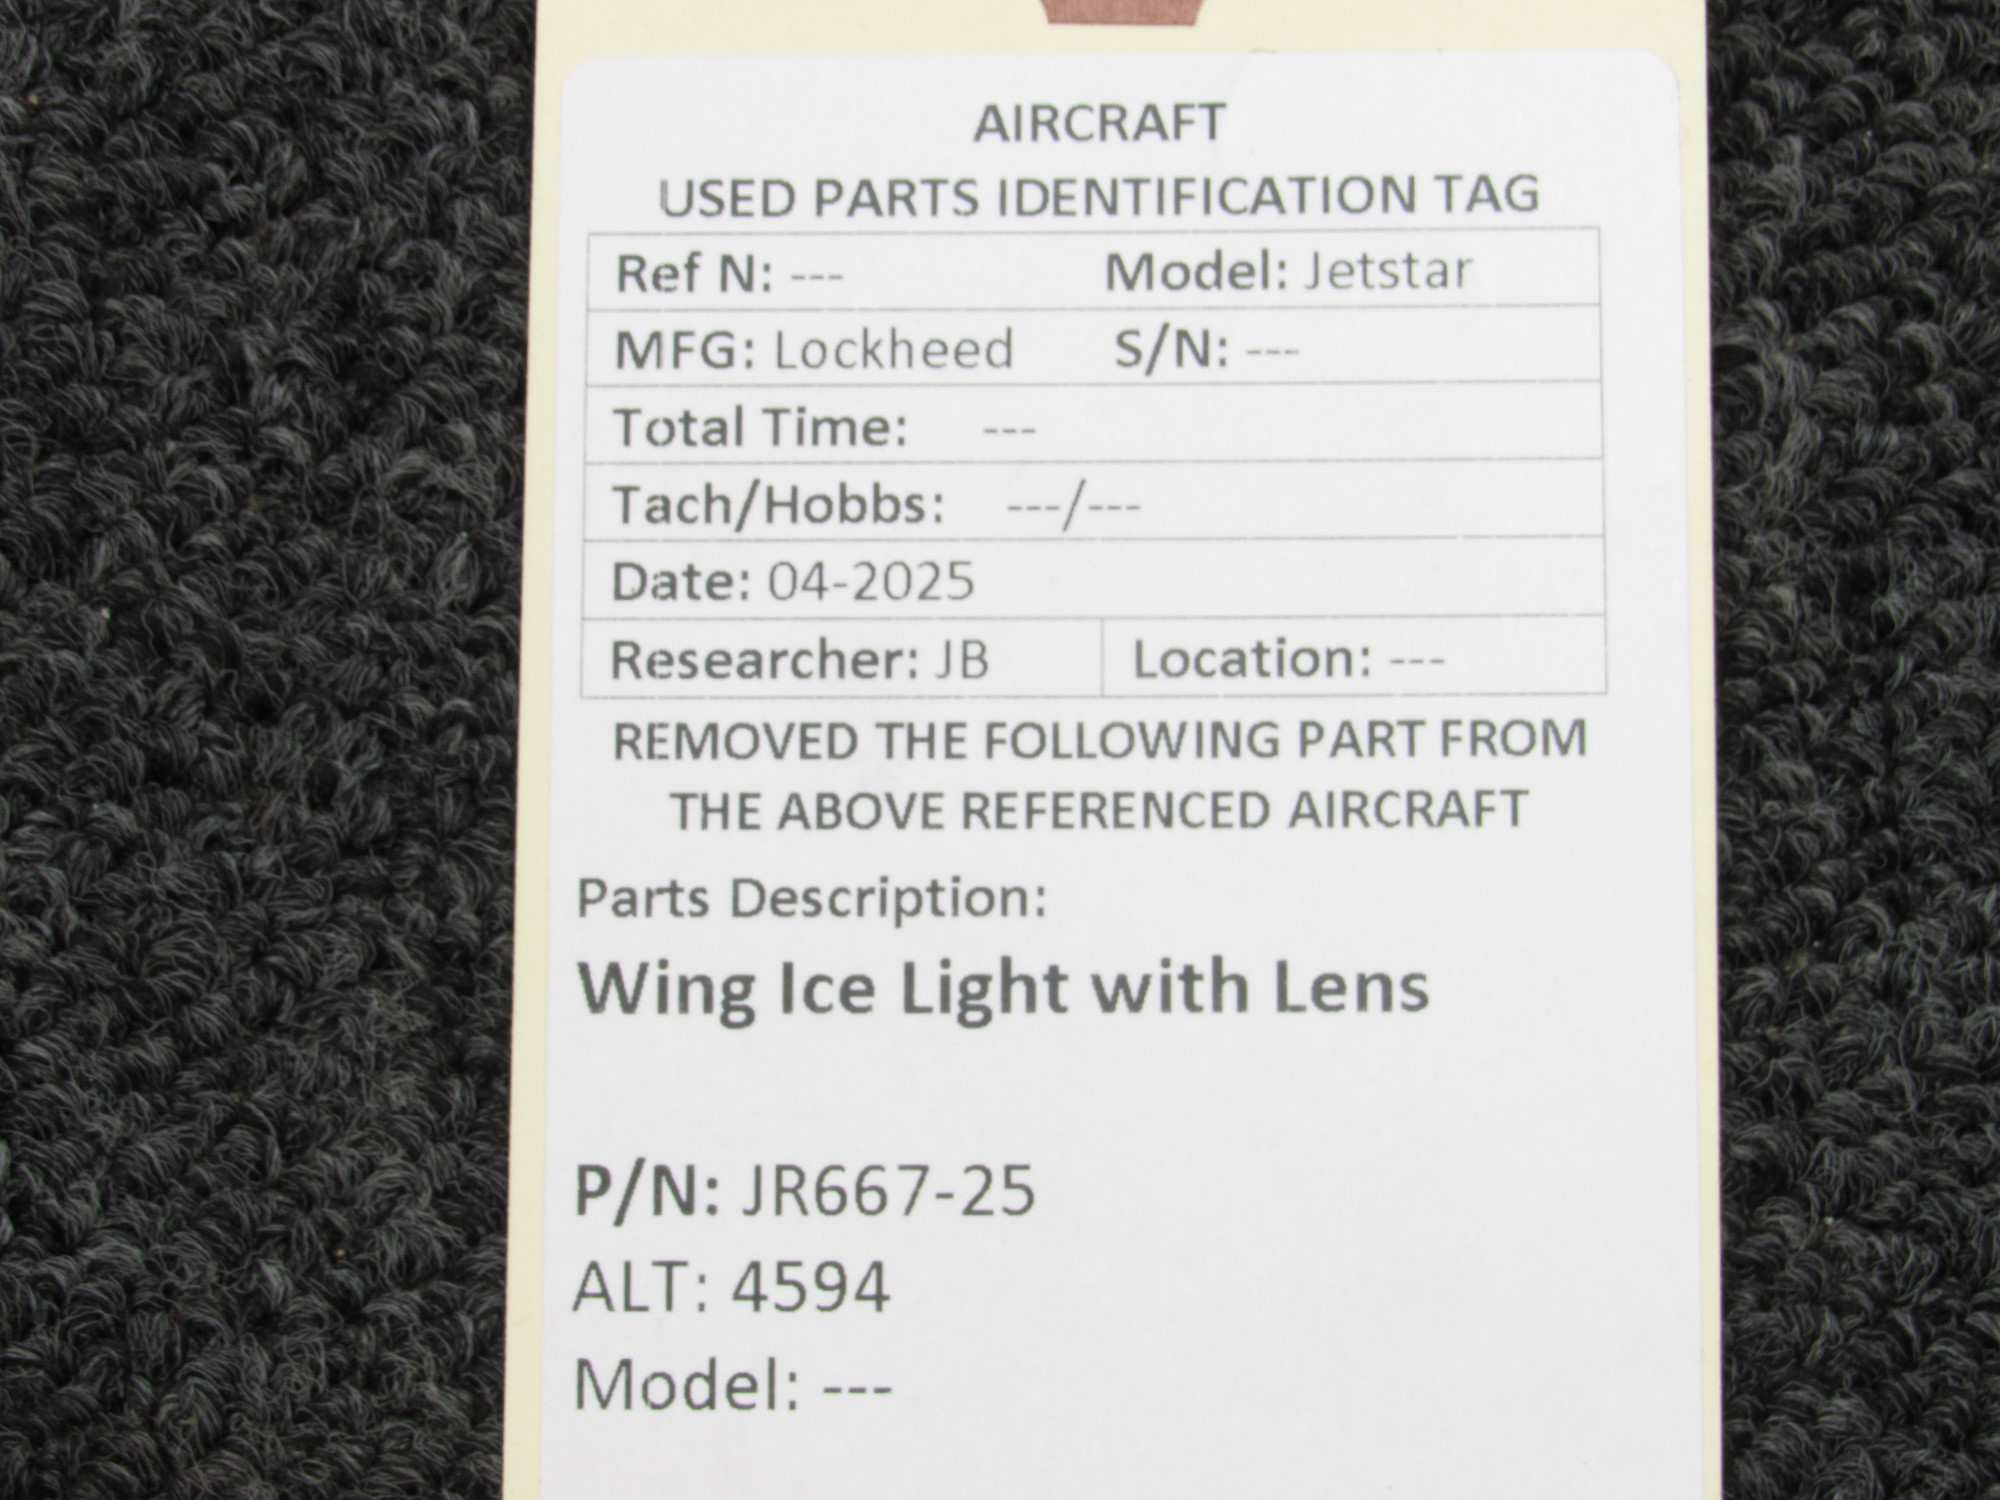 AIRCRAFT
USED PARTS IDENTIFICATION TAG
Ref N: --- Model: Jetstar
MFG: Lockheed S/N: ---
Total Time: ---
Tach/Hobbs: ---/---
Date: 04-2025
Researcher: JB Location: ---
REMOVED THE FOLLOWING PART FROM
THE ABOVE REFERENCED AIRCRAFT
Parts Description:
Wing Ice Light with Lens
P/N: JR667-25
ALT: 4594
Model: ---